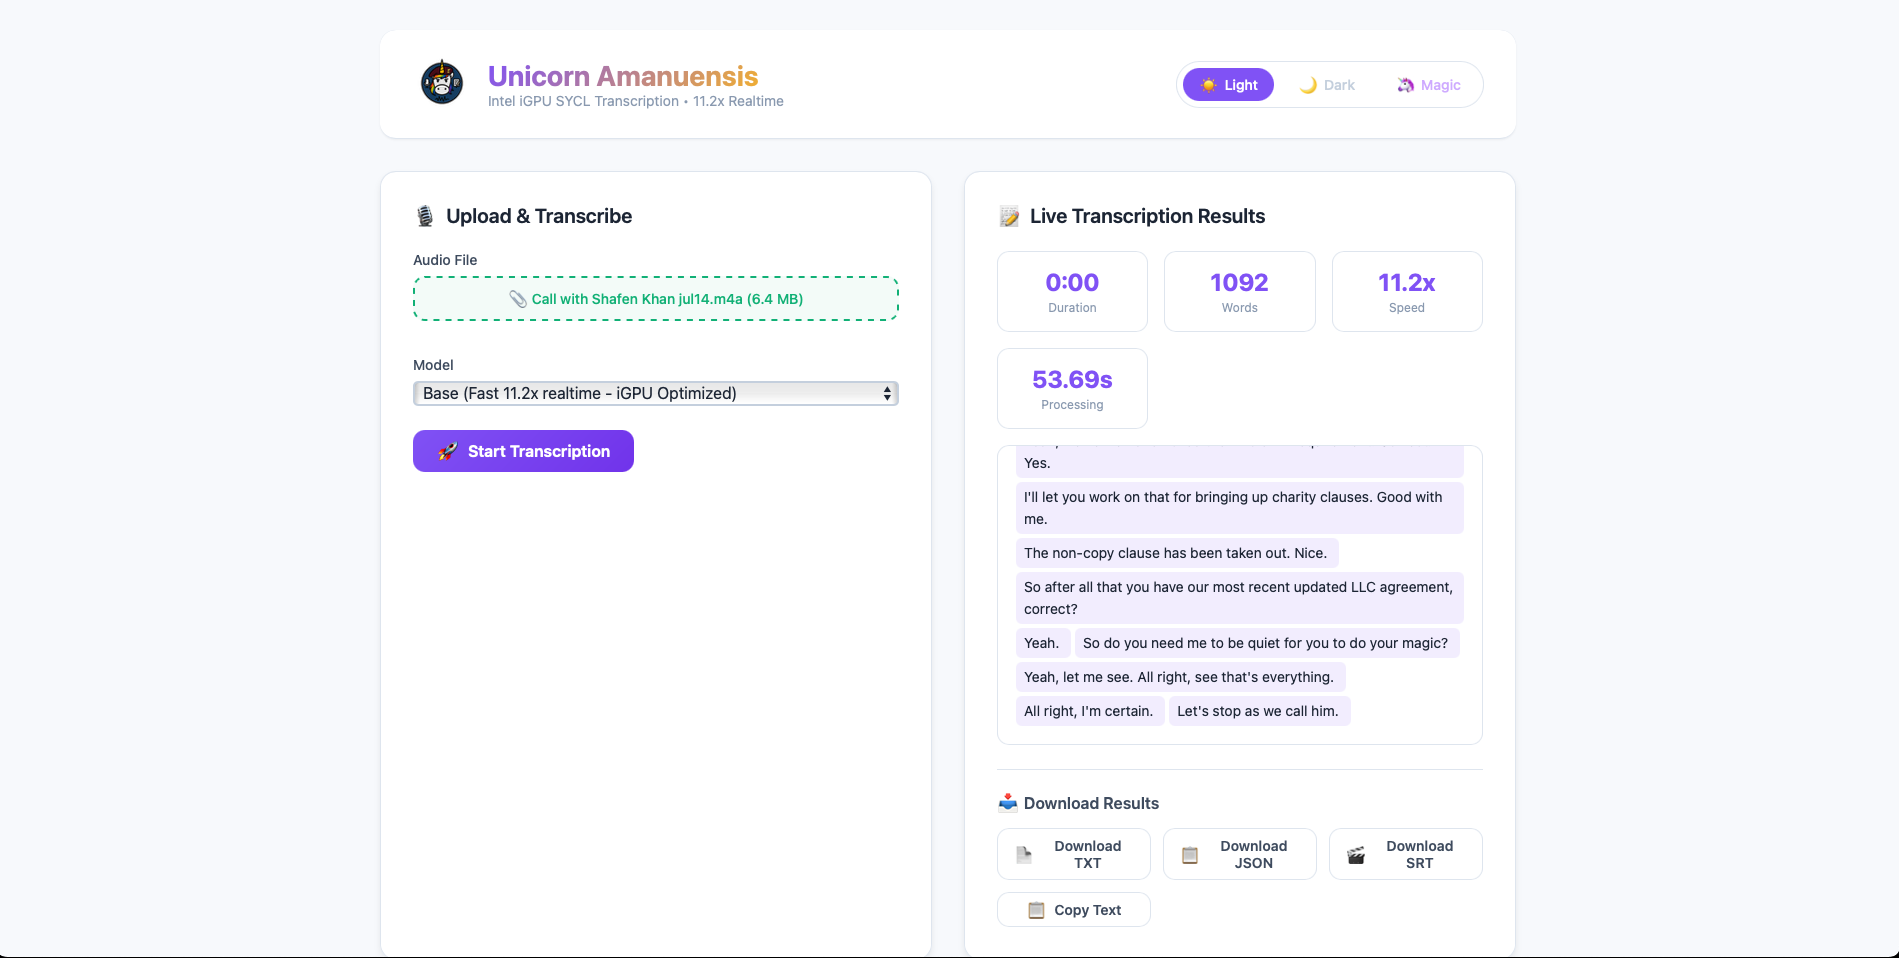 Unicorn Amanuensis
Intel iGPU SYCL Transcription • 11.2x Realtime
Light
Dark
Magic
Upload & Transcribe
Audio File
Call with Shafen Khan jul14.m4a (6.4 MB)
Model
Base (Fast 11.2x realtime - iGPU Optimized)
Start Transcription
Live Transcription Results
0:00
Duration
1092
Words
11.2x
Speed
53.69s
Processing
Yes.
I'll let you work on that for bringing up charity clauses. Good with
me.
The non-copy clause has been taken out. Nice.
So after all that you have our most recent updated LLC agreement,
correct?
Yeah.
So do you need me to be quiet for you to do your magic?
Yeah, let me see. All right, see that's everything.
All right, I'm certain.
Let's stop as we call him.
Download Results
Download
TXT
Download
JSON
Download
SRT
Copy Text